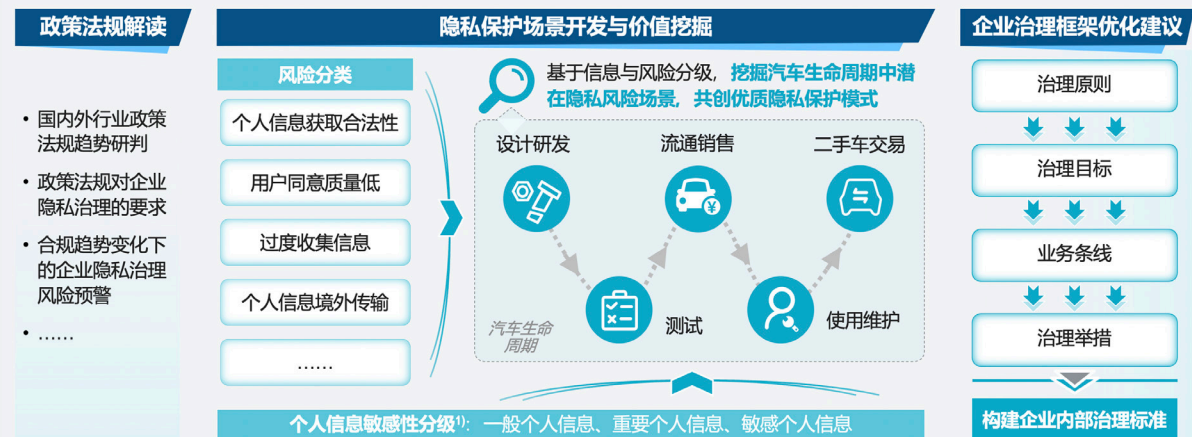 政策法规解读
• 国内外行业政策
法规趋势研判
• 政策法规对企业
隐私治理的要求
• 合规趋势变化下
的企业隐私治理
风险预警
• ……
隐私保护场景开发与价值挖掘
风险分类
个人信息获取合法性
用户同意质量低
过度收集信息
个人信息境外传输
……
基于信息与风险分级，挖掘汽车生命周期中潜
在隐私风险场景，共创优质隐私保护模式
设计研发
流通销售
二手车交易
¥
测试
使用维护
汽车生命
周期
个人信息敏感性分级¹⁾：一般个人信息、重要个人信息、敏感个人信息
企业治理框架优化建议
治理原则
治理目标
业务条线
治理举措
构建企业内部治理标准